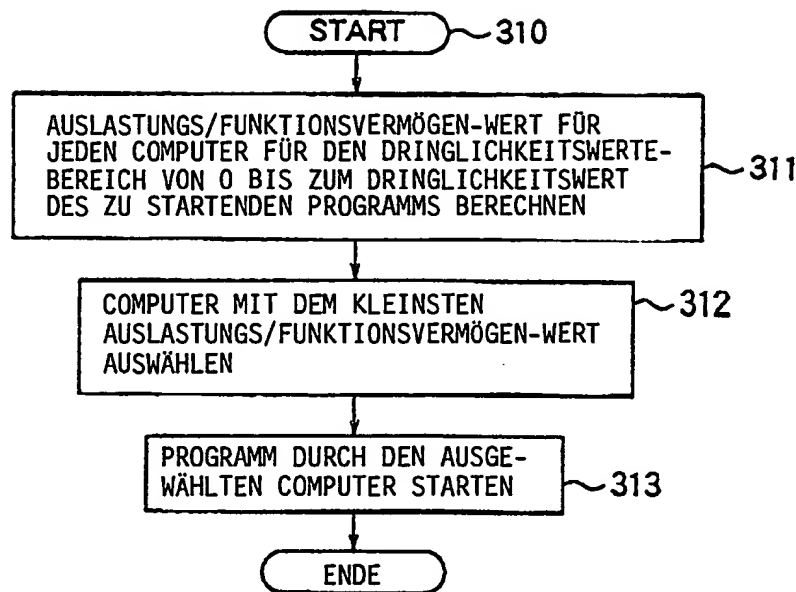 START
310
AUSLASTUNGS/FUNKTIONSVERMÖGEN-WERT FÜR
JEDEN COMPUTER FÜR DEN DRINGLICHKEITSWERTE-
BEREICH VON 0 BIS ZUM DRINGLICHKEITSWERT
DES ZU STARTENDEN PROGRAMMS BERECHNEN
311
COMPUTER MIT DEM KLEINSTEN
AUSLASTUNGS/FUNKTIONSVERMÖGEN-WERT
AUSWÄHLEN
312
PROGRAMM DURCH DEN AUSGE-
WÄHLTEN COMPUTER STARTEN
313
ENDE